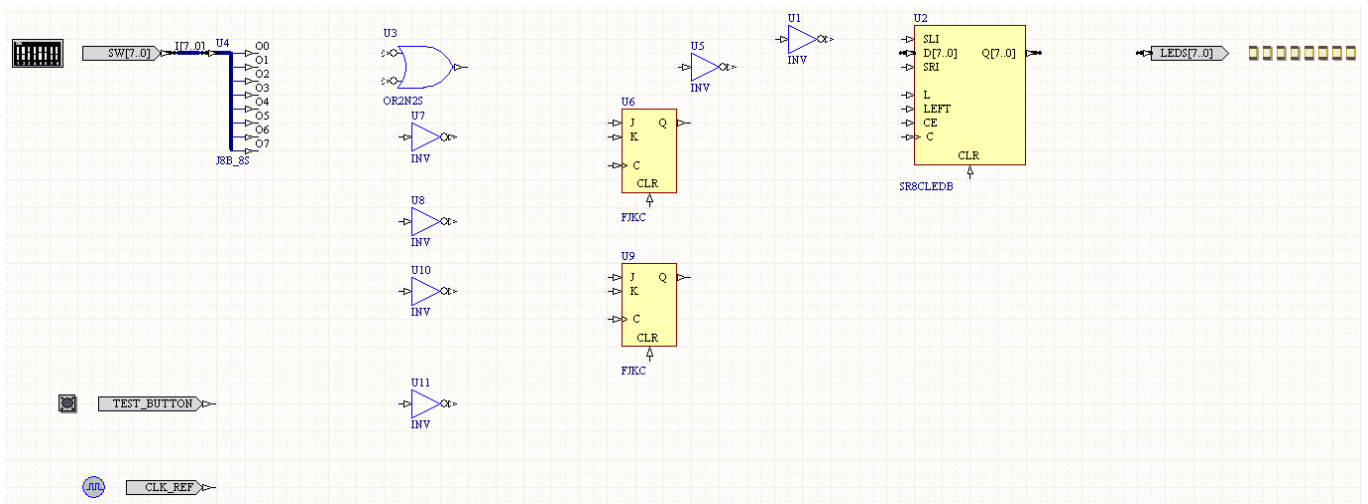 SW[7..0]
I[7..0]
U4
O0
O1
O2
O3
O4
O5
O6
O7
J8B_8S
U3
OR2N2S
U7
INV
U8
INV
U10
INV
U11
INV
U5
INV
U1
INV
U6
J Q
K
C
CLR
FJKC
U9
J Q
K
C
CLR
FJKC
U2
SLI
D[7..0] Q[7..0]
SRI
L
LEFT
CE
C
CLR
SR8CLEDB
LEDS[7..0]
TEST_BUTTON
CLK_REF